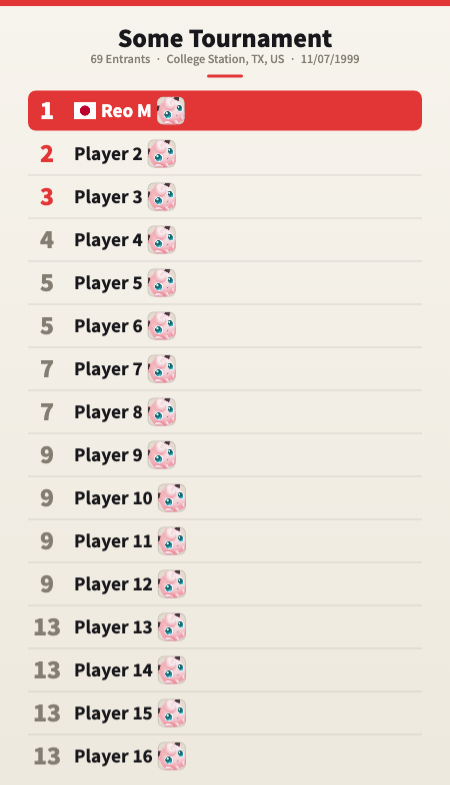 Some Tournament
69 Entrants · College Station, TX, US · 11/07/1999
1 Reo M
2 Player 2
3 Player 3
4 Player 4
5 Player 5
5 Player 6
7 Player 7
7 Player 8
9 Player 9
9 Player 10
9 Player 11
9 Player 12
13 Player 13
13 Player 14
13 Player 15
13 Player 16